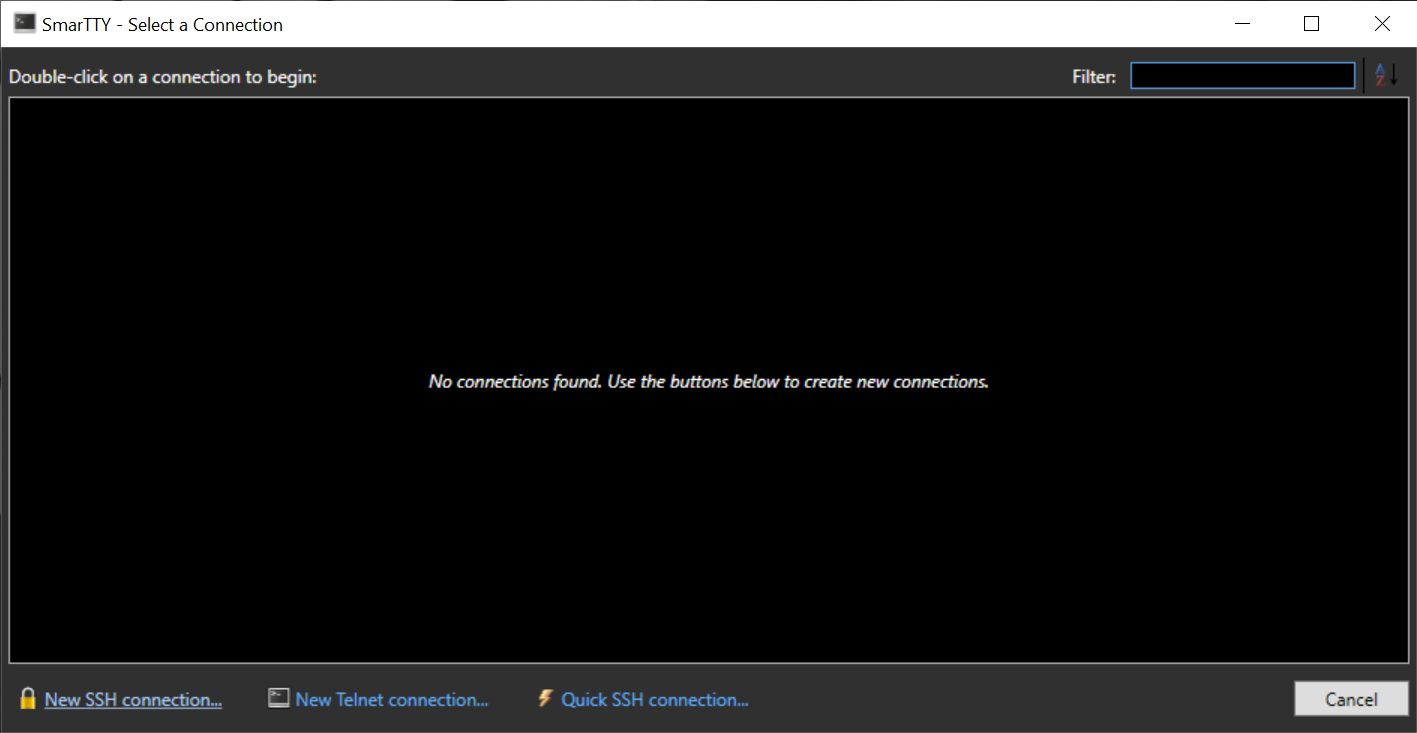 SmarTTY - Select a Connection
Double-click on a connection to begin:
Filter:
A
Z
No connections found. Use the buttons below to create new connections.
New SSH connection...
New Telnet connection...
Quick SSH connection...
Cancel